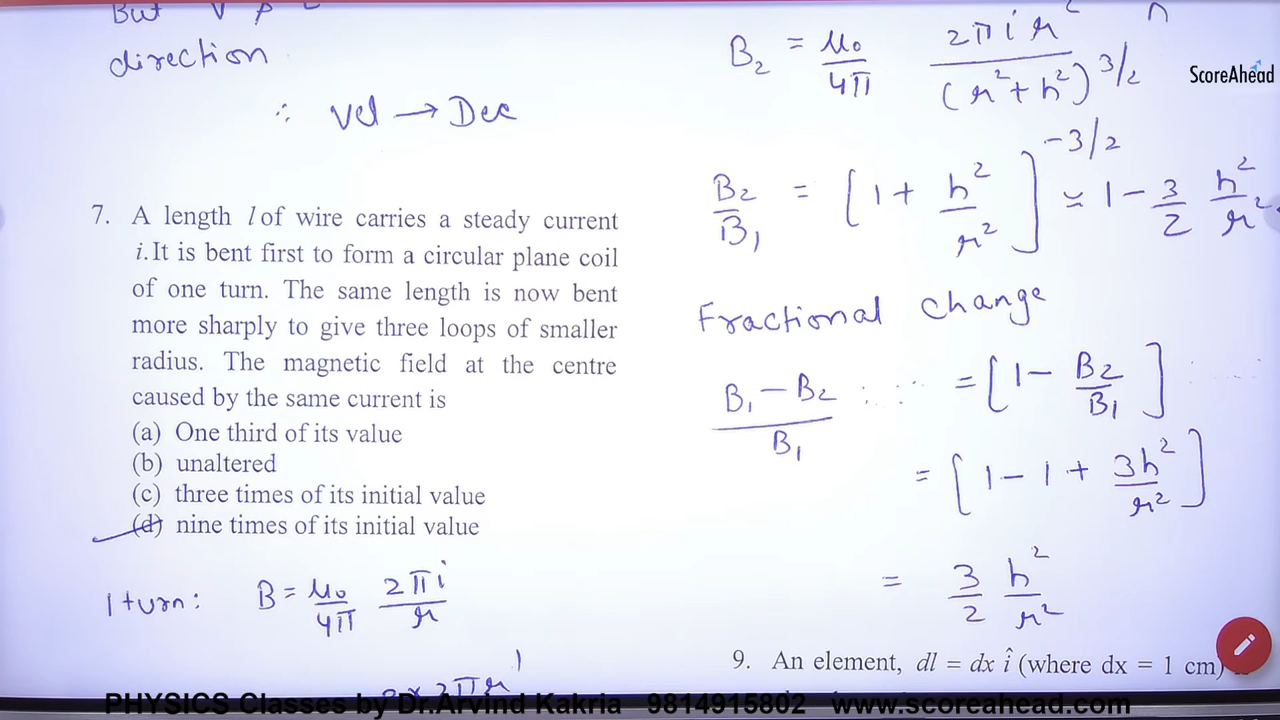 But
direction
∴ Vel → Dec
7. A length l of wire carries a steady current
i.It is bent first to form a circular plane coil
of one turn. The same length is now bent
more sharply to give three loops of smaller
radius. The magnetic field at the centre
caused by the same current is
(a) One third of its value
(b) unaltered
(c) three times of its initial value
(d) nine times of its initial value
1 turn: B = μ₀/4π 2πi/r
B₂ = μ₀/4π 2πir²/(r²+h²)^3/2
ScoreAhead
B₂/B₁ = [1 + h²/r²]^-3/2 ≃ 1 - 3/2 h²/r²
Fractional change
B₁ - B₂/B₁ = [1 - B₂/B₁]
= [1 - 1 + 3h²/r²]
= 3/2 h²/r²
9. An element, dl = dx î (where dx = 1 cm)
PHYSICS Classes by Dr.Arvind Kakria 9814915802 www.scoreahead.com